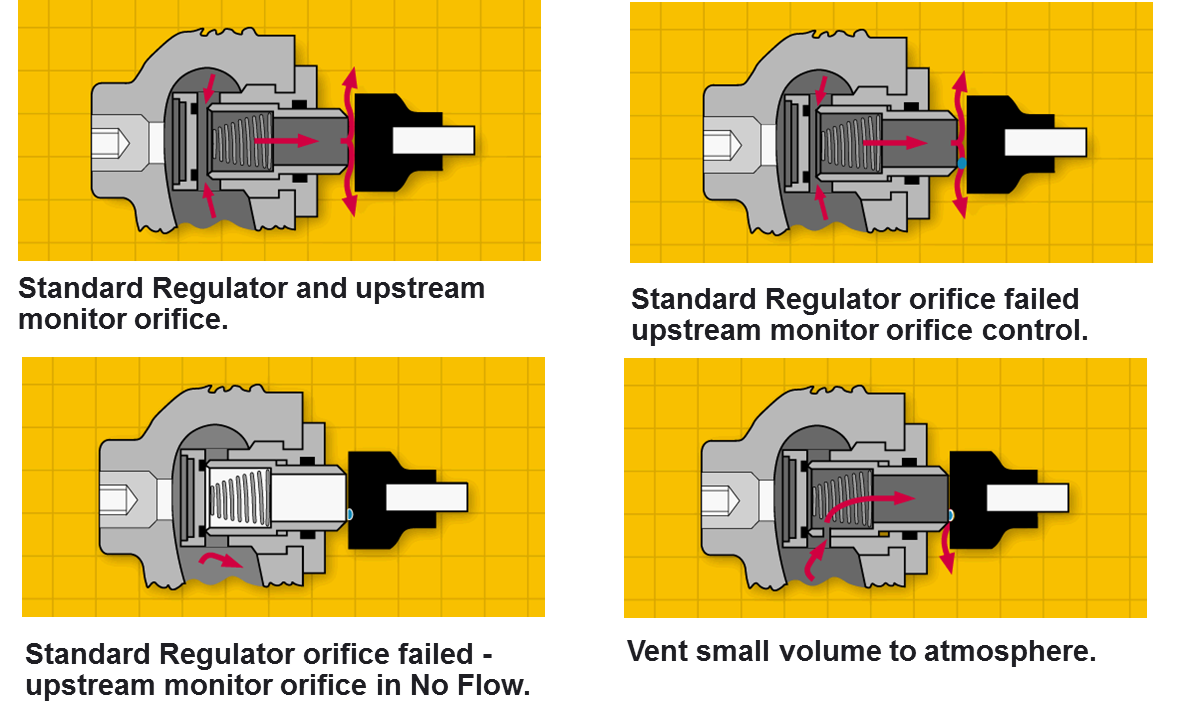 Standard Regulator and upstream
monitor orifice.
Standard Regulator orifice failed
upstream monitor orifice control.
Standard Regulator orifice failed -
upstream monitor orifice in No Flow.
Vent small volume to atmosphere.